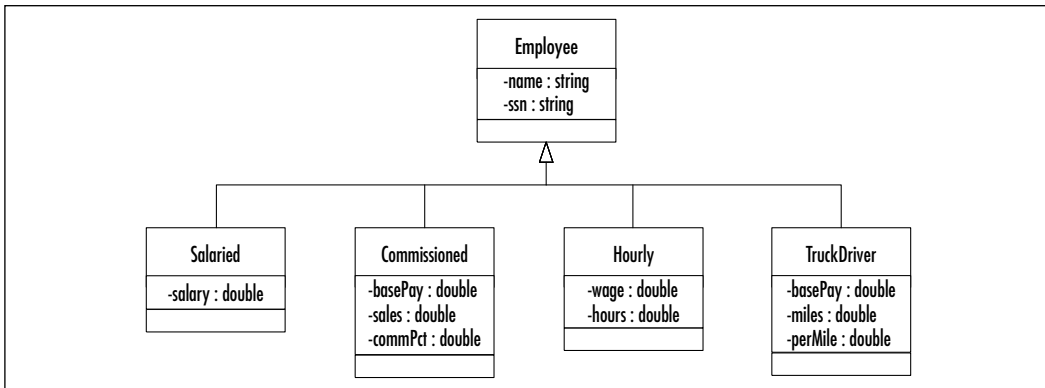 Employee
-name : string
-ssn : string
Salaried
-salary : double
Commissioned
-basePay : double
-sales : double
-commPct : double
Hourly
-wage : double
-hours : double
TruckDriver
-basePay : double
-miles : double
-perMile : double